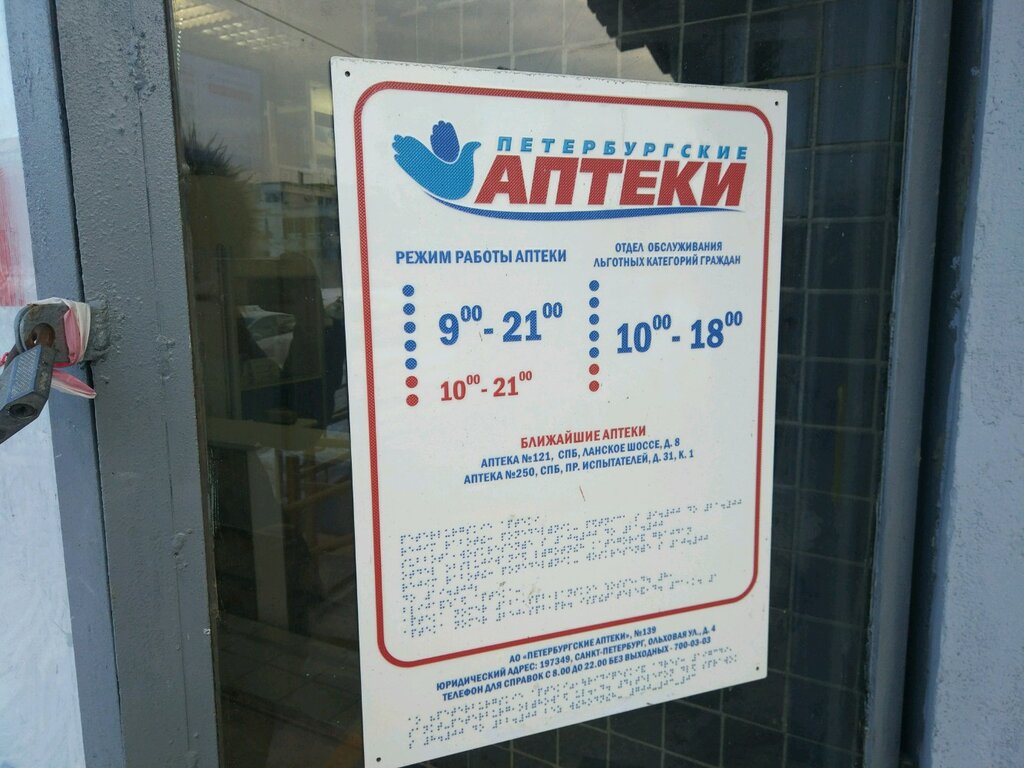 ПЕТЕРБУРГСКИЕ
АПТЕКИ
РЕЖИМ РАБОТЫ АПТЕКИ
9⁰⁰ - 21⁰⁰
10⁰⁰ - 21⁰⁰
ОТДЕЛ ОБСЛУЖИВАНИЯ
ЛЬГОТНЫХ КАТЕГОРИЙ ГРАЖДАН
10⁰⁰ - 18⁰⁰
БЛИЖАЙШИЕ АПТЕКИ
АПТЕКА №121, СПБ, ЛАНСКОЕ ШОССЕ, Д. 8
АПТЕКА №250, СПБ, ПР. ИСПЫТАТЕЛЕЙ, Д. 31, К. 1
АО «ПЕТЕРБУРГСКИЕ АПТЕКИ», №139
ЮРИДИЧЕСКИЙ АДРЕС: 197349, САНКТ-ПЕТЕРБУРГ, ОЛЬХОВАЯ УЛ., Д. 4
ТЕЛЕФОН ДЛЯ СПРАВОК С 8.00 ДО 22.00 БЕЗ ВЫХОДНЫХ - 700-03-03